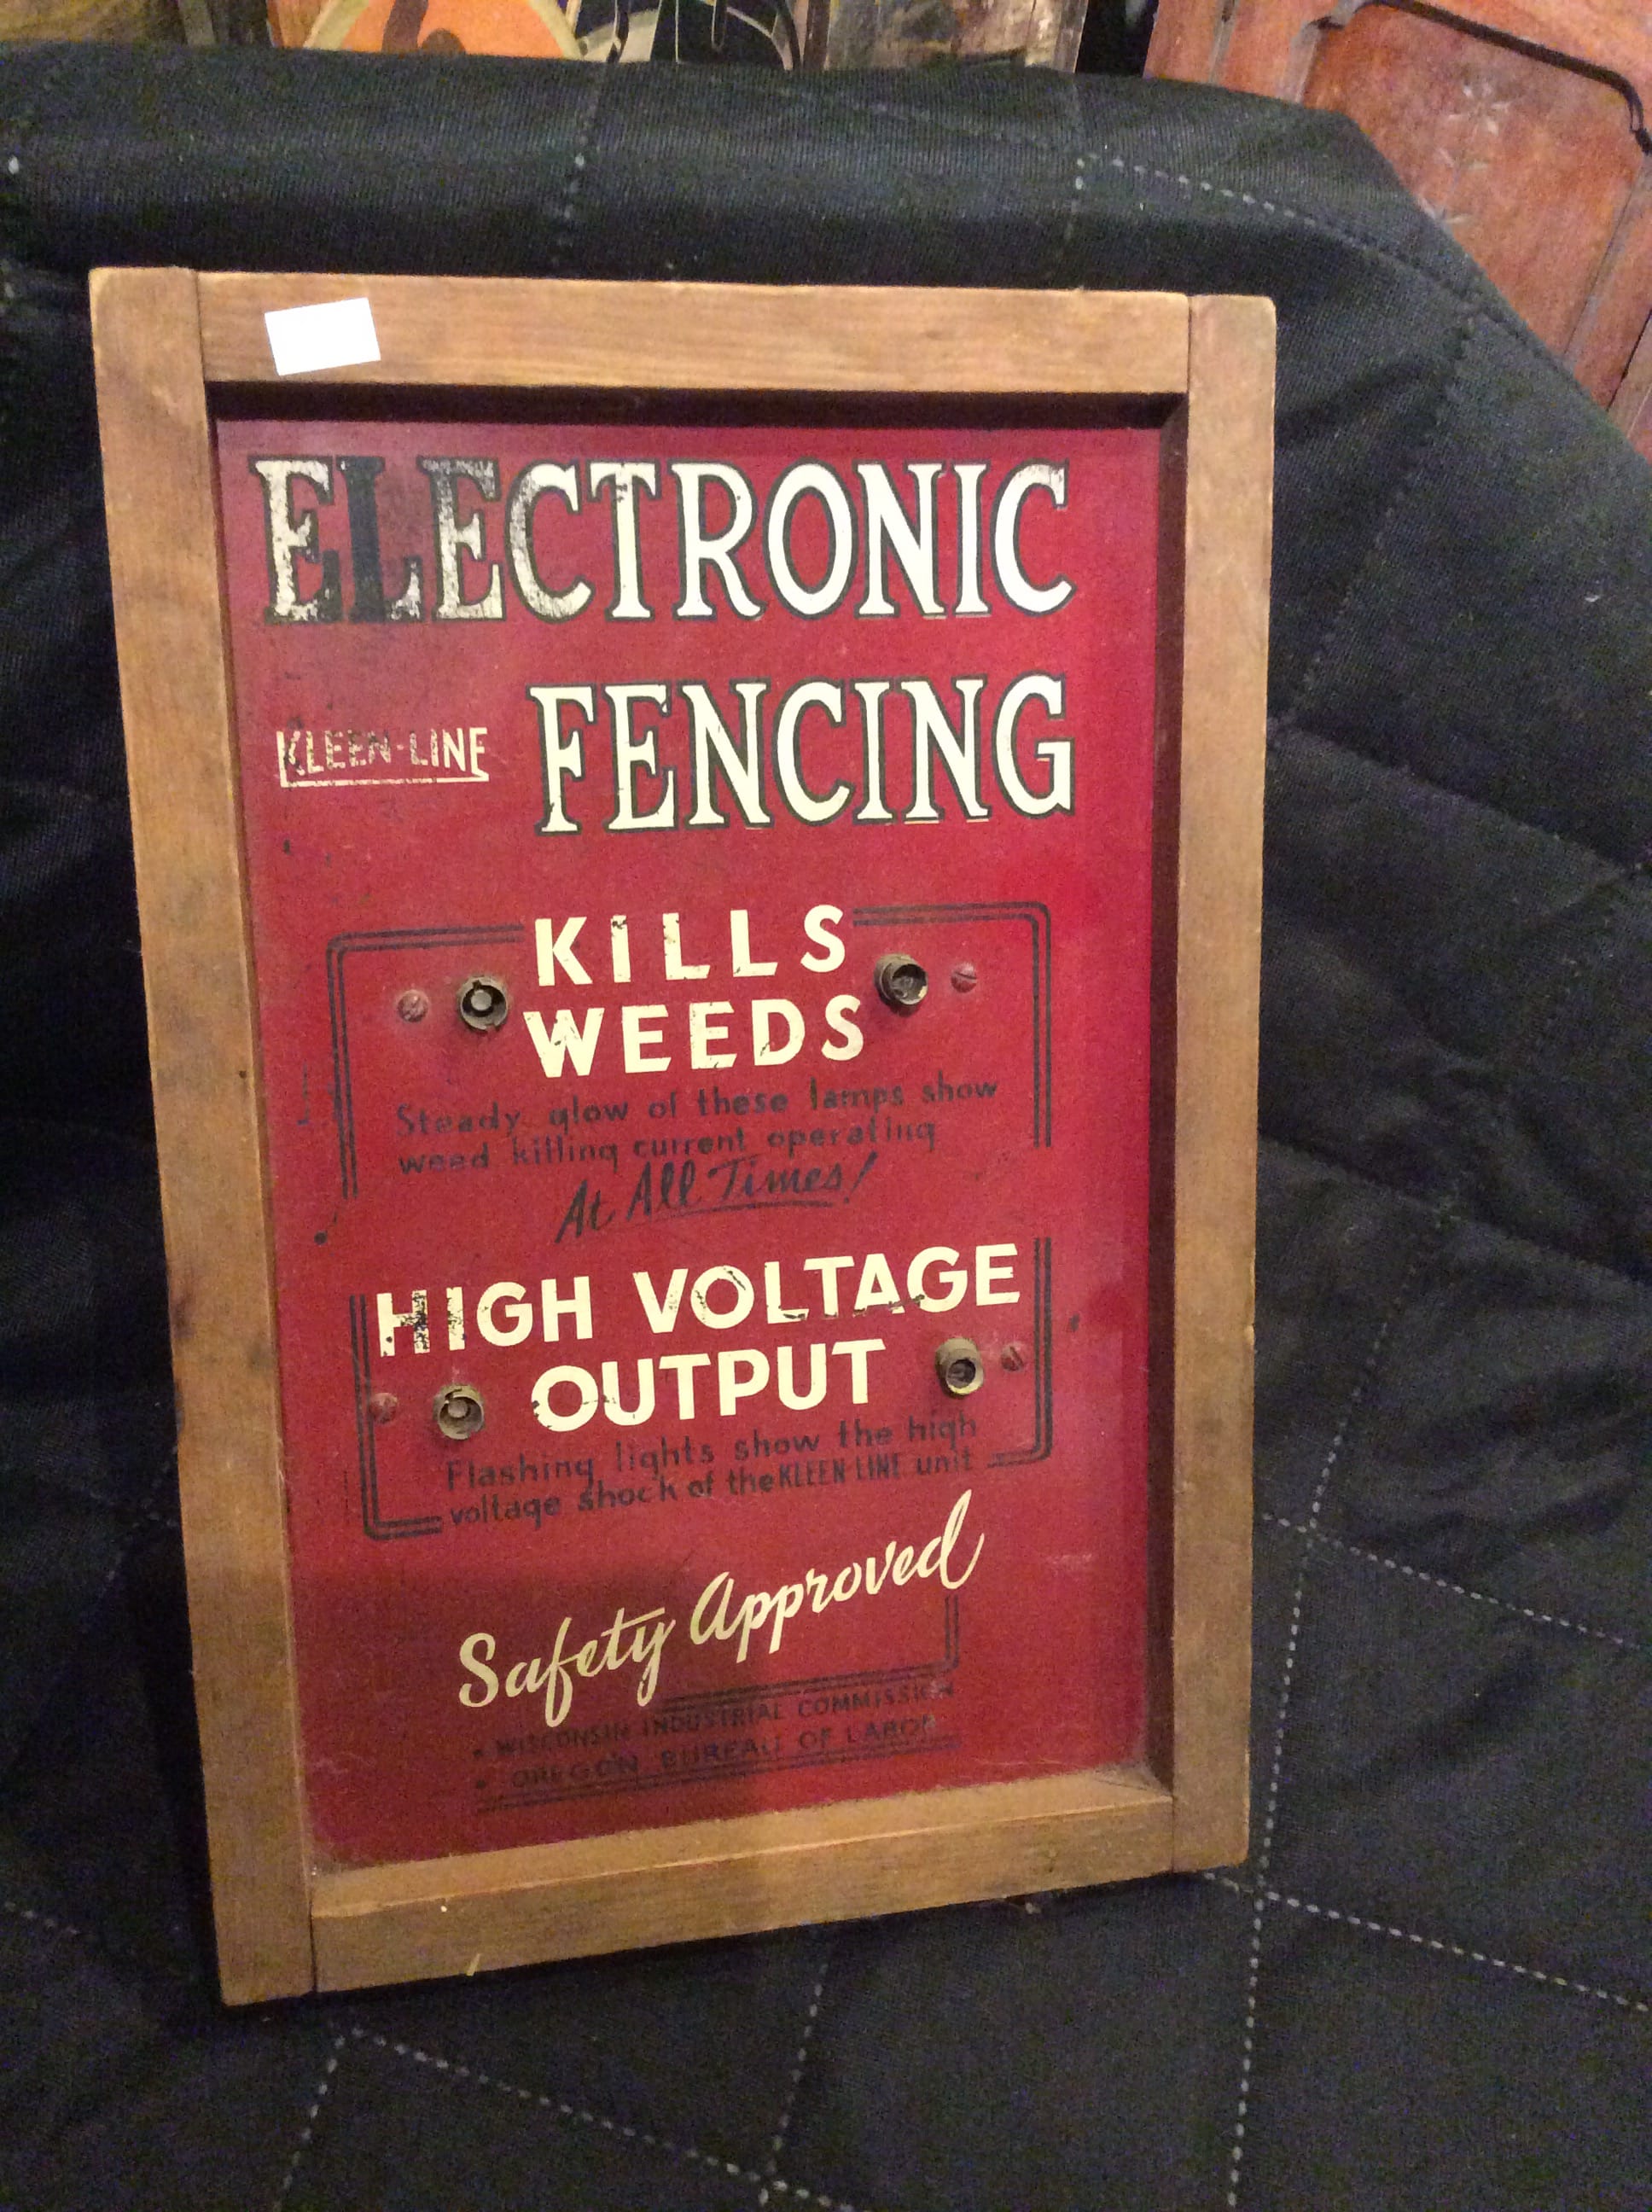 ELECTRONIC
KLEEN-LINE FENCING
KILLS
WEEDS
Steady glow of these lamps show
weed killing current operating
At All Times!
HIGH VOLTAGE
OUTPUT
Flashing lights show the high
voltage shock of the KLEEN-LINE unit
Safety Approved
• WISCONSIN INDUSTRIAL COMMISSION
• OREGON BUREAU OF LABOR